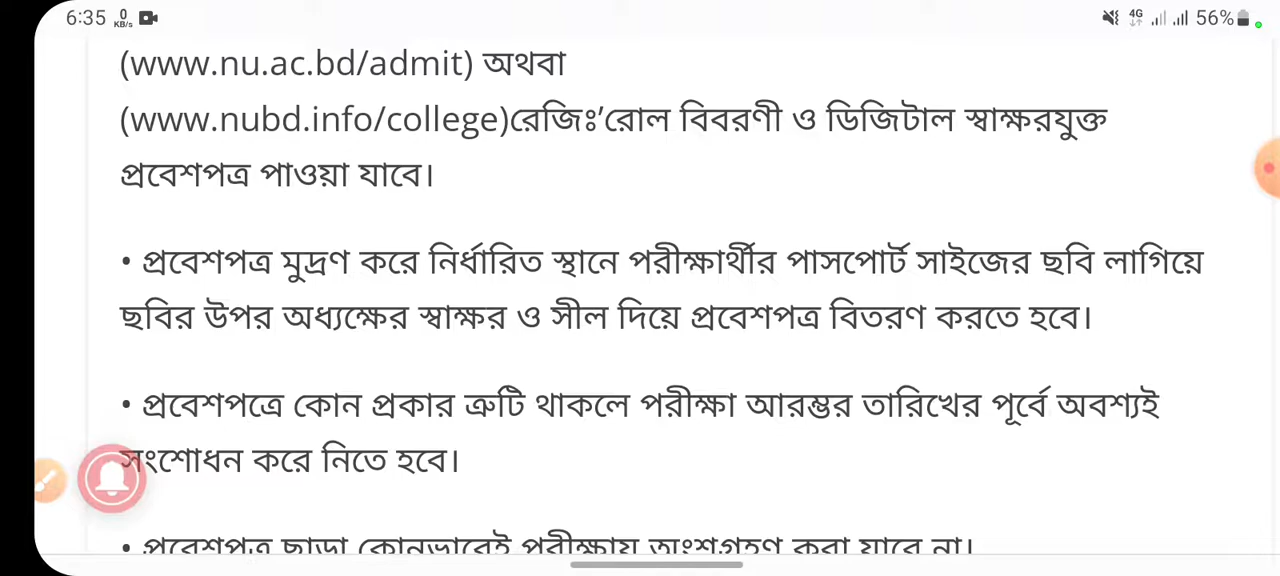 6:35 0 KB/s 4G 56%
(www.nu.ac.bd/admit) অথবা
(www.nubd.info/college)রেজিঃ’রোল বিবরণী ও ডিজিটাল স্বাক্ষরযুক্ত
প্রবেশপত্র পাওয়া যাবে।
• প্রবেশপত্র মুদ্রণ করে নির্ধারিত স্থানে পরীক্ষার্থীর পাসপোর্ট সাইজের ছবি লাগিয়ে
ছবির উপর অধ্যক্ষের স্বাক্ষর ও সীল দিয়ে প্রবেশপত্র বিতরণ করতে হবে।
• প্রবেশপত্রে কোন প্রকার ত্রুটি থাকলে পরীক্ষা আরম্ভর তারিখের পূর্বে অবশ্যই
সংশোধন করে নিতে হবে।
• প্রবেশপত্র ছাড়া কোনভাবেই পরীক্ষায় অংশগ্রহণ করা যাবে না।